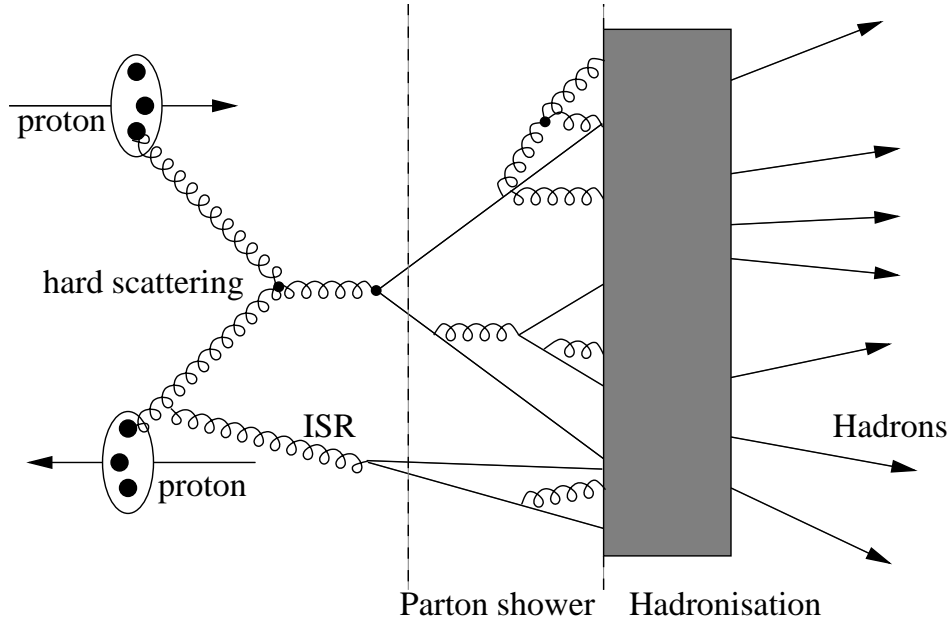 proton
hard scattering
ISR
Hadrons
proton
Parton shower
Hadronisation